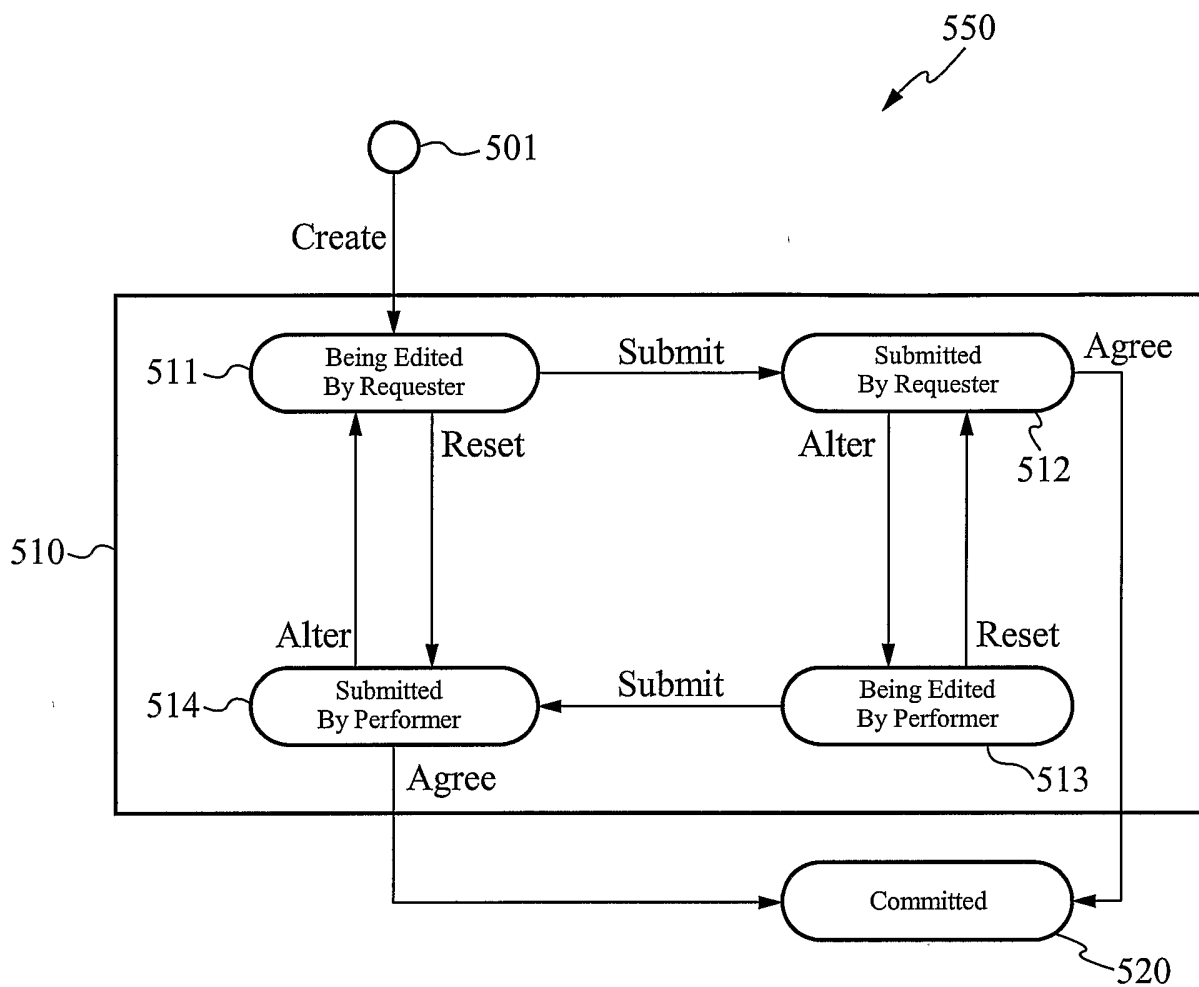 550
501
Create
511
Being Edited
By Requester
Submit
Submitted
By Requester
Agree
Reset
Alter
512
510
Alter
Reset
514
Submitted
By Performer
Submit
Being Edited
By Performer
Agree
513
Committed
520